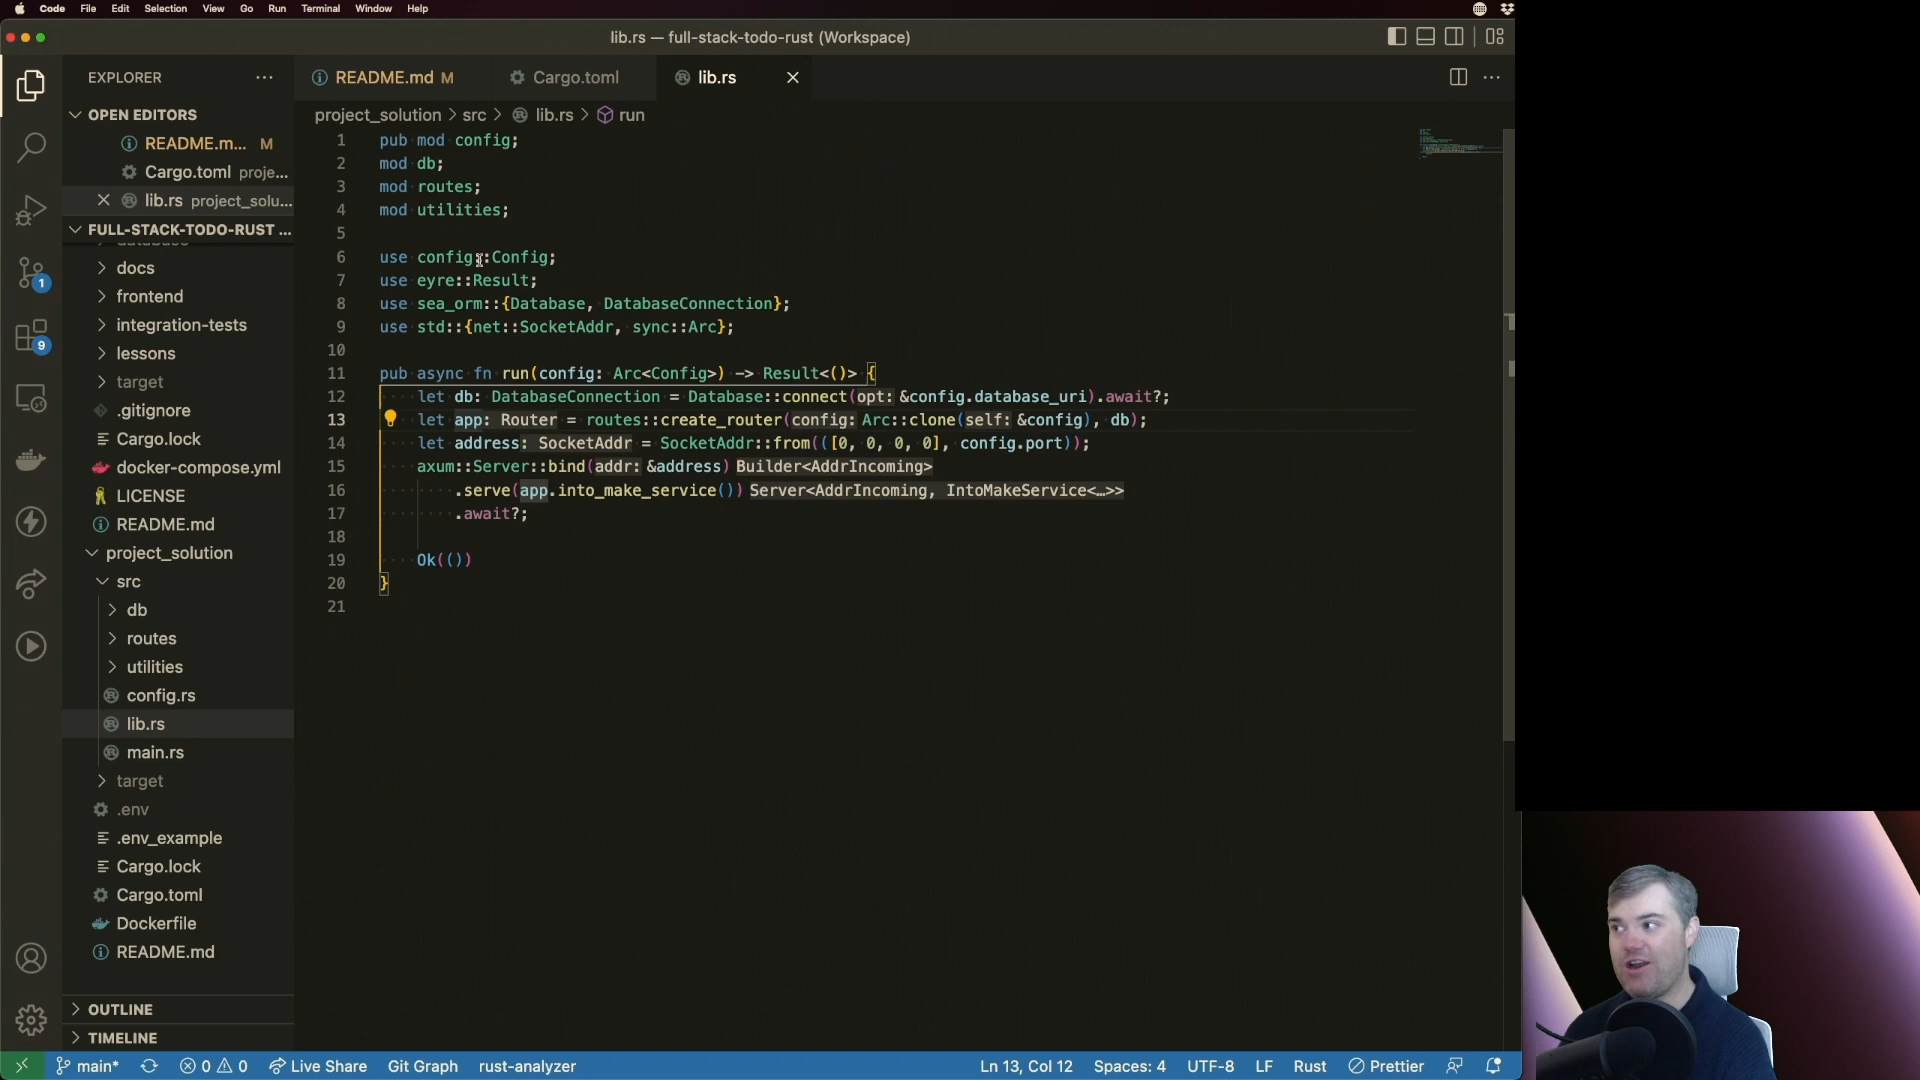 Code File Edit Selection View Go Run Terminal Window Help
lib.rs — full-stack-todo-rust (Workspace)
EXPLORER
OPEN EDITORS
README.m... M
Cargo.toml proje...
lib.rs project_solu...
FULL-STACK-TODO-RUST ...
docs
frontend
integration-tests
lessons
target
.gitignore
Cargo.lock
docker-compose.yml
LICENSE
README.md
project_solution
src
db
routes
utilities
config.rs
lib.rs
main.rs
target
.env
.env_example
Cargo.lock
Cargo.toml
Dockerfile
README.md
OUTLINE
TIMELINE
1
9
README.md M Cargo.toml lib.rs
project_solution > src > lib.rs > run
1 pub mod config;
2 mod db;
3 mod routes;
4 mod utilities;
5
6 use config::Config;
7 use eyre::Result;
8 use sea_orm::{Database, DatabaseConnection};
9 use std::{net::SocketAddr, sync::Arc};
10
11 pub async fn run(config: Arc<Config>) -> Result<()> {
12 let db: DatabaseConnection = Database::connect(opt: &config.database_uri).await?;
13 let app: Router = routes::create_router(config: Arc::clone(self: &config), db);
14 let address: SocketAddr = SocketAddr::from(([0, 0, 0, 0], config.port));
15 axum::Server::bind(addr: &address) Builder<AddrIncoming>
16 .serve(app.into_make_service()) Server<AddrIncoming, IntoMakeService<…>>
17 .await?;
18
19 Ok(())
20 }
21
main* 0 0 Live Share Git Graph rust-analyzer Ln 13, Col 12 Spaces: 4 UTF-8 LF Rust Prettier